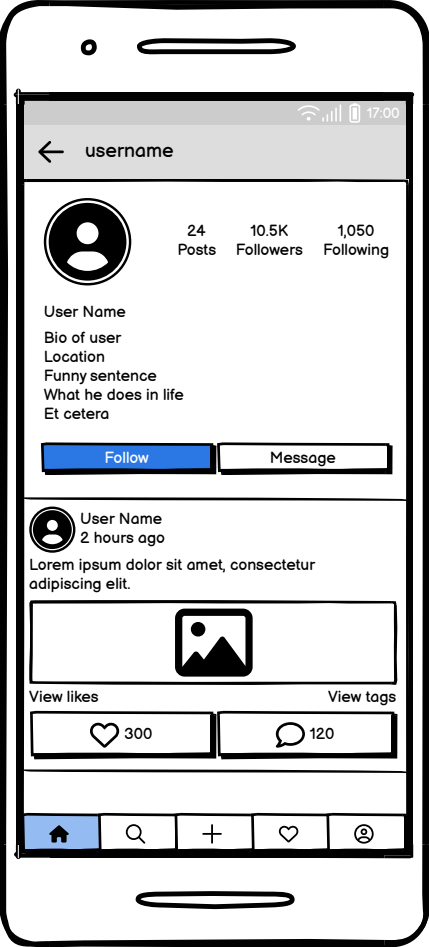 17:00
username
24 10.5K 1,050
Posts Followers Following
User Name
Bio of user
Location
Funny sentence
What he does in life
Et cetera
Follow Message
User Name
2 hours ago
Lorem ipsum dolor sit amet, consectetur
adipiscing elit.
View likes View tags
300 120